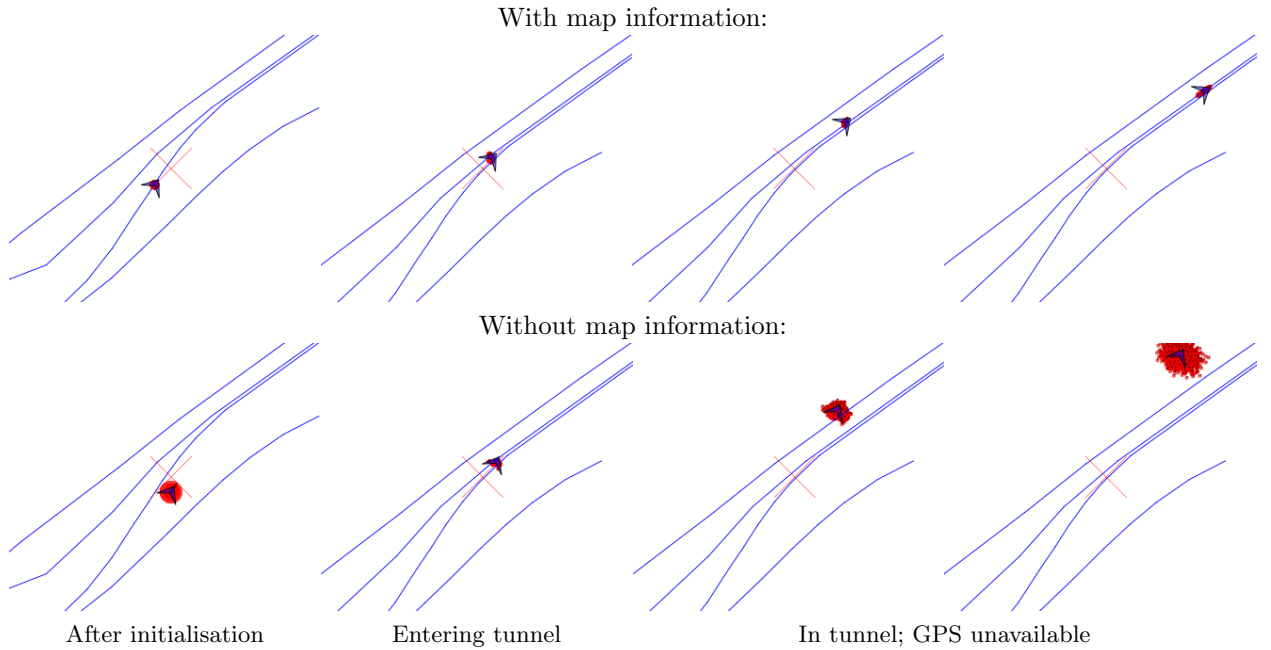 With map information:
Without map information:
After initialisation
Entering tunnel
In tunnel; GPS unavailable